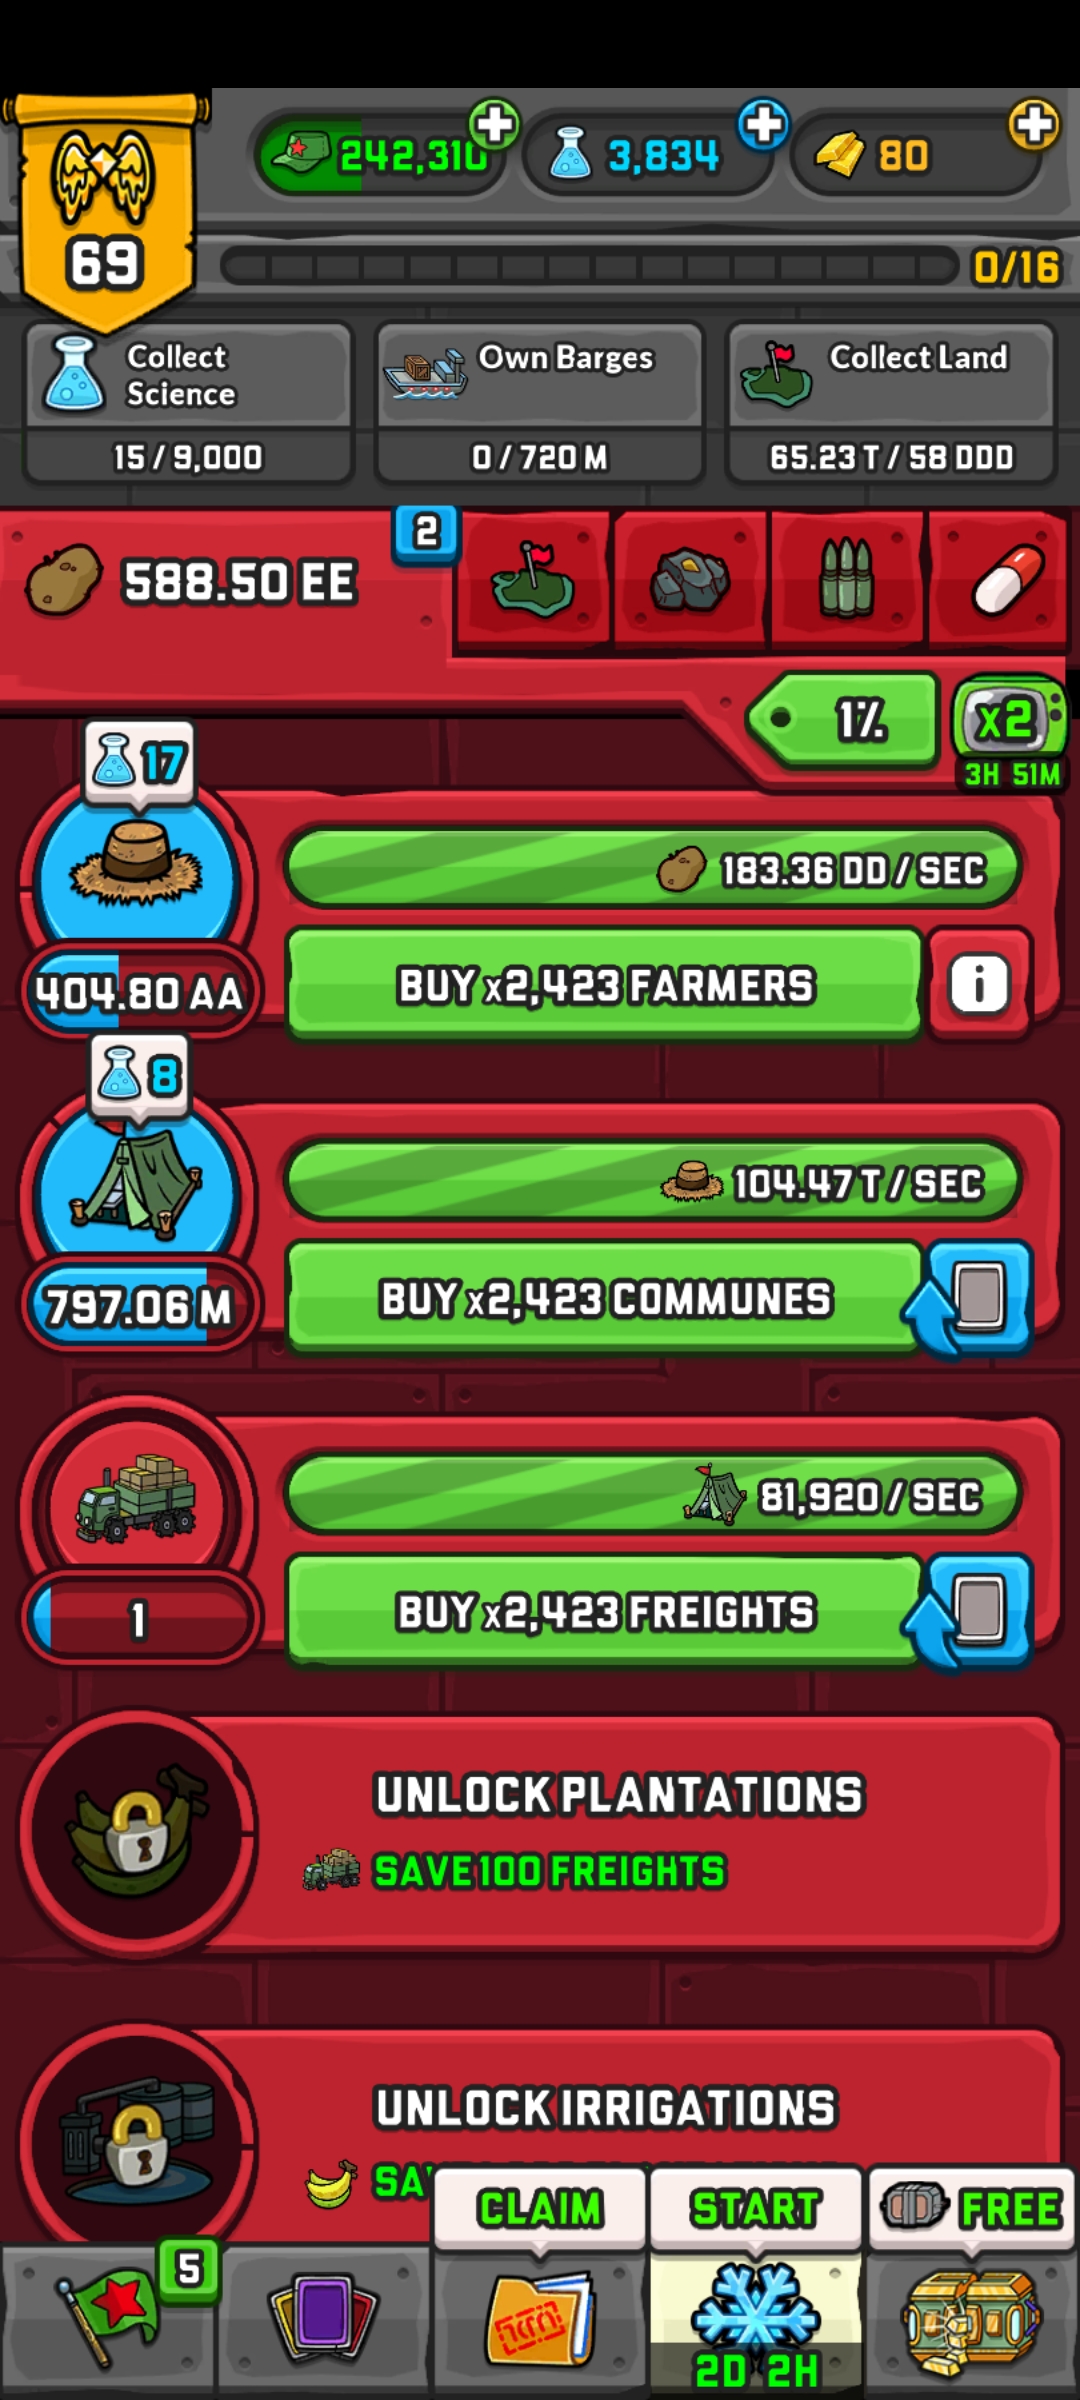 242,310
3,834
80
69
0/16
Collect Science
15 / 9,000
Own Barges
0 / 720 M
Collect Land
65.23 T / 58 DDD
588.50 EE
2
1%
x2
3H 51M
17
404.80 AA
183.36 DD / SEC
BUY x2,423 FARMERS
i
8
797.06 M
104.47 T / SEC
BUY x2,423 COMMUNES
1
81,920 / SEC
BUY x2,423 FREIGHTS
UNLOCK PLANTATIONS
SAVE 100 FREIGHTS
UNLOCK IRRIGATIONS
CLAIM
START
FREE
5
2D 2H